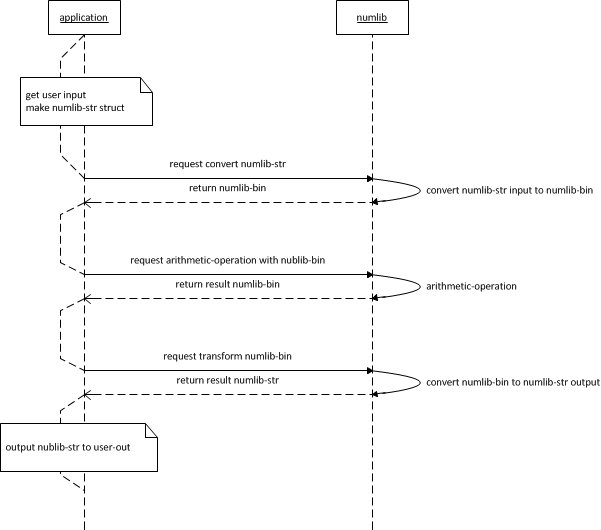 application
numlib
get user input
make numlib-str struct
request convert numlib-str
return numlib-bin
convert numlib-str input to numlib-bin
request arithmetic-operation with nublib-bin
return result numlib-bin
arithmetic-operation
request transform numlib-bin
return result numlib-str
convert numlib-bin to numlib-str output
output nublib-str to user-out